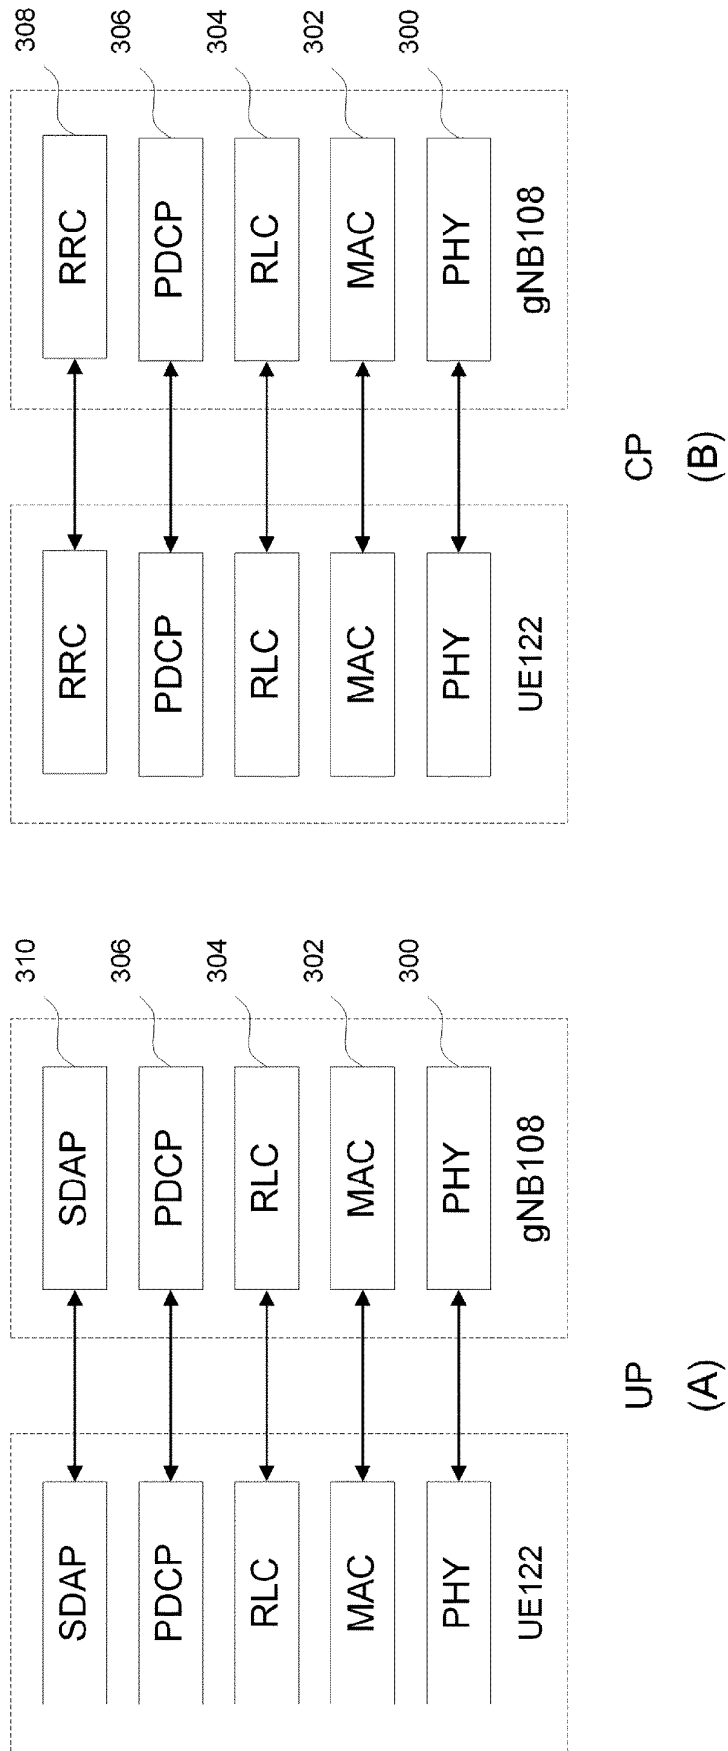 SDAP
SDAP
310
PDCP
PDCP
306
RLC
RLC
304
MAC
MAC
302
PHY
PHY
300
UE122
gNB108
UP
(A)
RRC
RRC
308
PDCP
PDCP
306
RLC
RLC
304
MAC
MAC
302
PHY
PHY
300
UE122
gNB108
CP
(B)